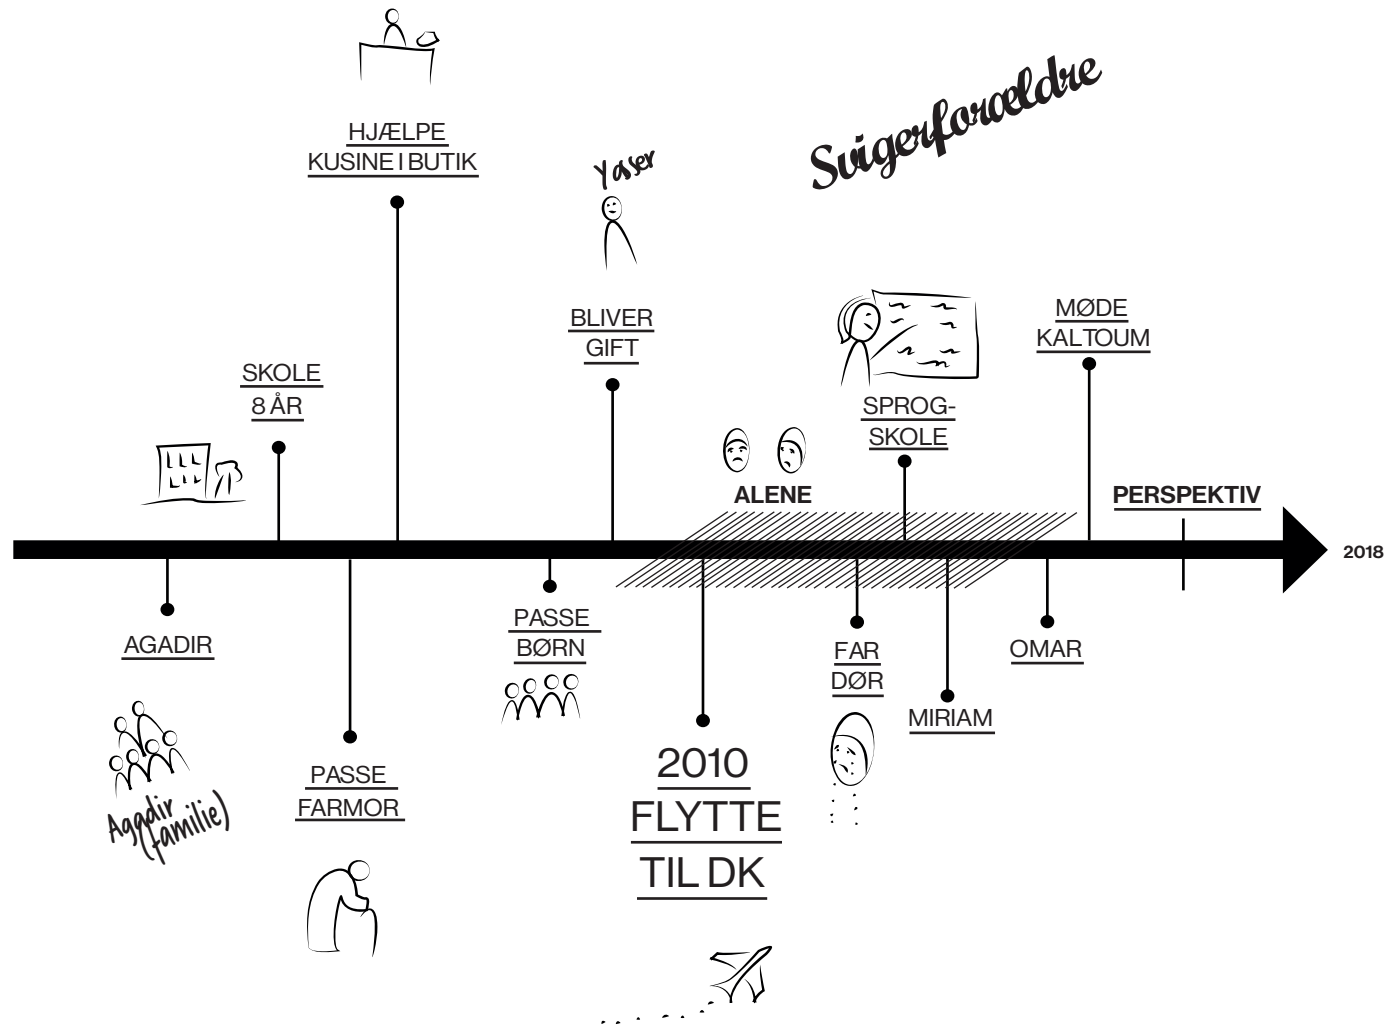 HJÆLPE
KUSINE I BUTIK
Yasser
Svigerforældre
SKOLE
8 ÅR
BLIVER
GIFT
MØDE
KALTOUM
SPROG-
SKOLE
ALENE
PERSPEKTIV
2018
AGADIR
Agadir
(familie)
PASSE
FARMOR
PASSE
BØRN
2010
FLYTTE
TIL DK
FAR
DØR
MIRIAM
OMAR